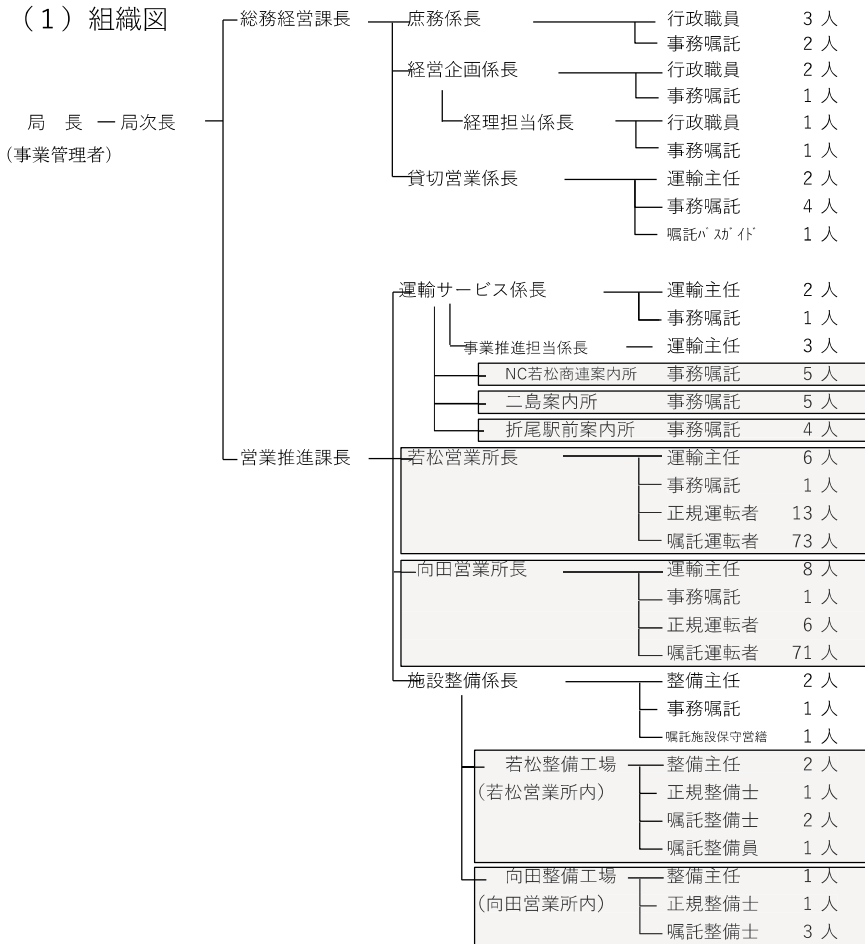 (1) 組織図
総務経営課長 庶務係長 行政職員 3 人
事務嘱託 2 人
経営企画係長 行政職員 2 人
事務嘱託 1 人
局 長 局次長 経理担当係長 行政職員 1 人
(事業管理者) 事務嘱託 1 人
貸切営業係長 運輸主任 2 人
事務嘱託 4 人
嘱託バスガイド 1 人
運輸サービス係長 運輸主任 2 人
事務嘱託 1 人
事業推進担当係長 運輸主任 3 人
NC若松商連案内所 事務嘱託 5 人
二島案内所 事務嘱託 5 人
折尾駅前案内所 事務嘱託 4 人
営業推進課長 若松営業所長 運輸主任 6 人
事務嘱託 1 人
正規運転者 13 人
嘱託運転者 73 人
向田営業所長 運輸主任 8 人
事務嘱託 1 人
正規運転者 6 人
嘱託運転者 71 人
施設整備係長 整備主任 2 人
事務嘱託 1 人
嘱託施設保守営繕 1 人
若松整備工場 整備主任 2 人
(若松営業所内) 正規整備士 1 人
嘱託整備士 2 人
嘱託整備員 1 人
向田整備工場 整備主任 1 人
(向田営業所内) 正規整備士 1 人
嘱託整備士 3 人